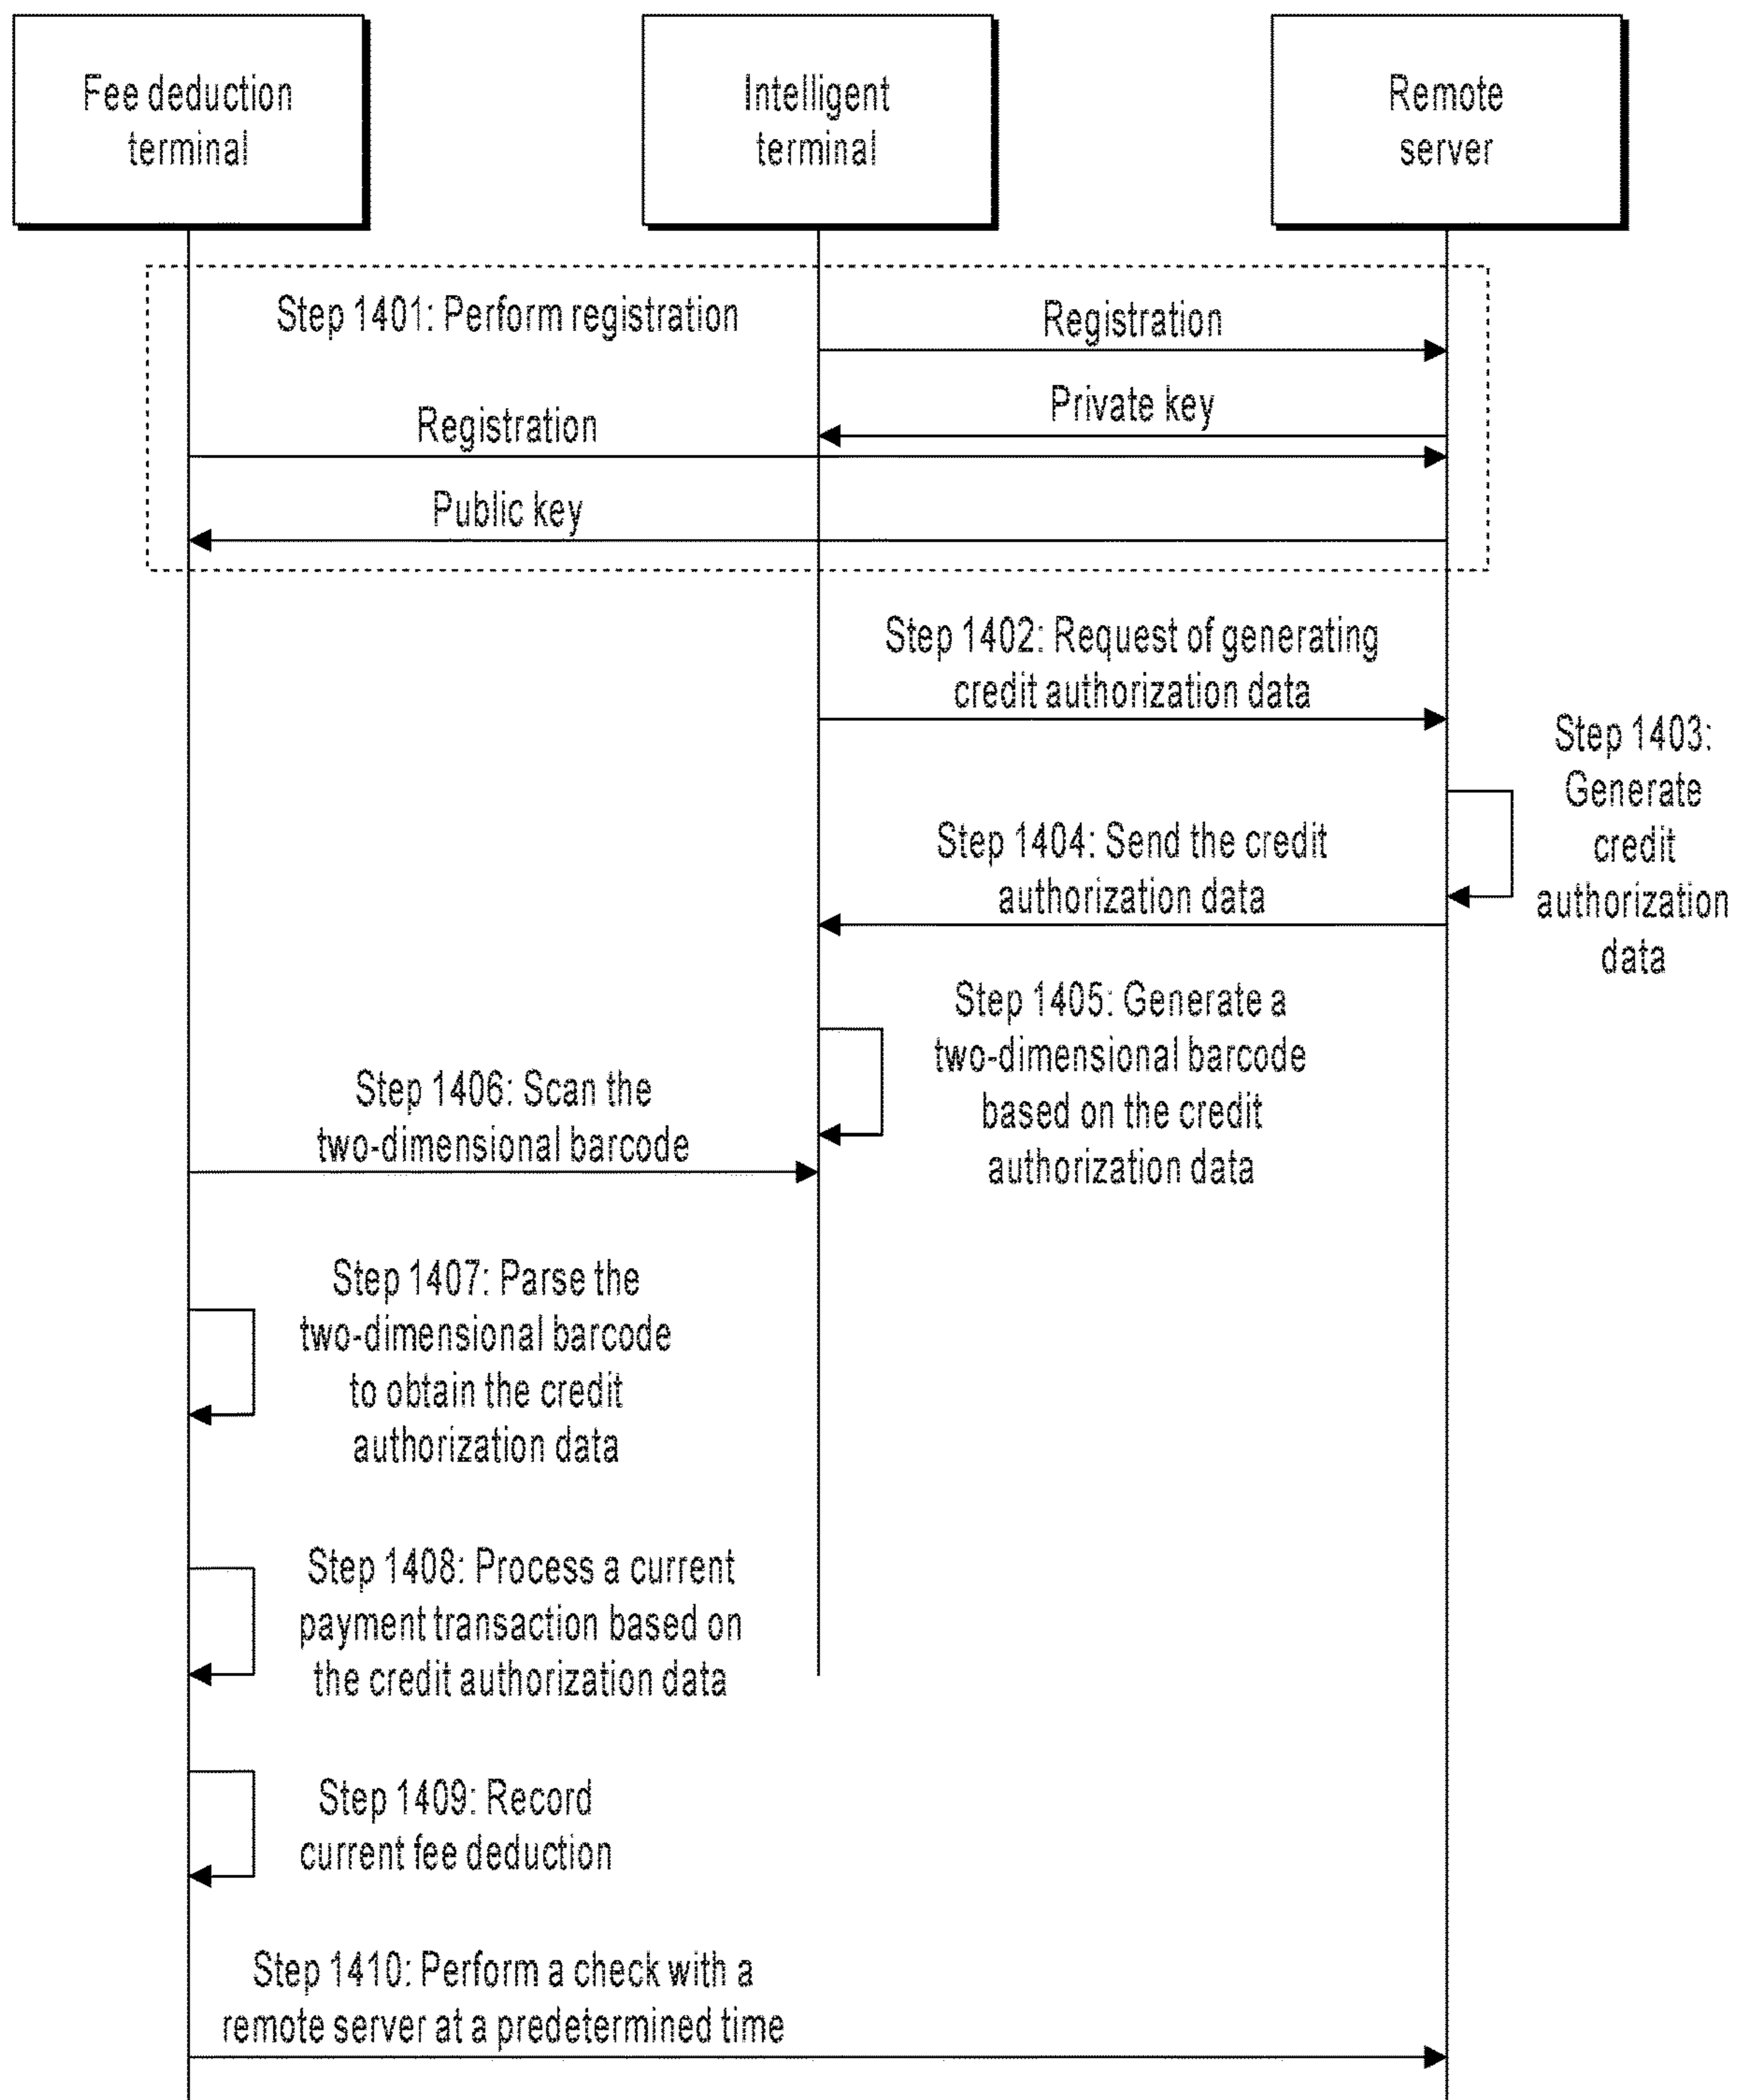 Fee deduction
terminal
Intelligent
terminal
Remote
server
Step 1401: Perform registration
Registration
Private key
Registration
Public key
Step 1402: Request of generating
credit authorization data
Step 1403:
Generate
credit
authorization
data
Step 1404: Send the credit
authorization data
Step 1405: Generate a
two-dimensional barcode
based on the credit
authorization data
Step 1406: Scan the
two-dimensional barcode
Step 1407: Parse the
two-dimensional barcode
to obtain the credit
authorization data
Step 1408: Process a current
payment transaction based on
the credit authorization data
Step 1409: Record
current fee deduction
Step 1410: Perform a check with a
remote server at a predetermined time